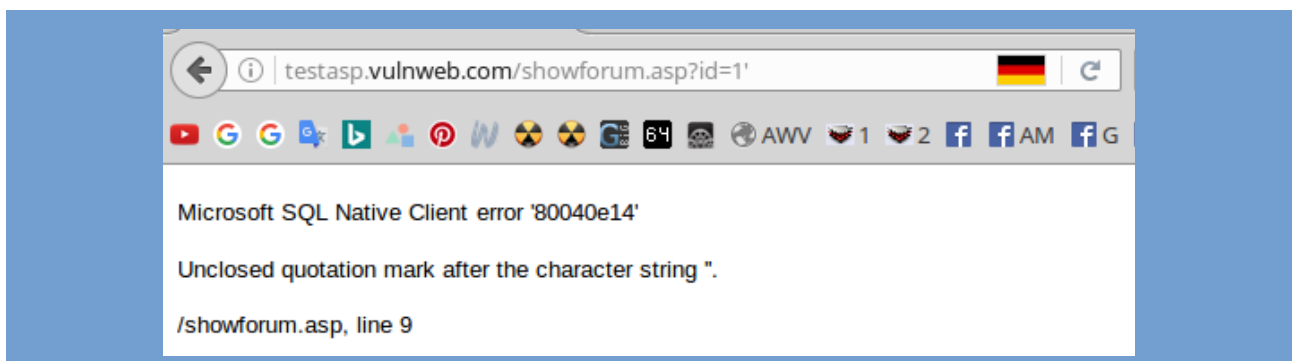 testasp.vulnweb.com/showforum.asp?id=1'
64 AWV 1 2 f f AM f G
Microsoft SQL Native Client error '80040e14'
Unclosed quotation mark after the character string ''.
/showforum.asp, line 9